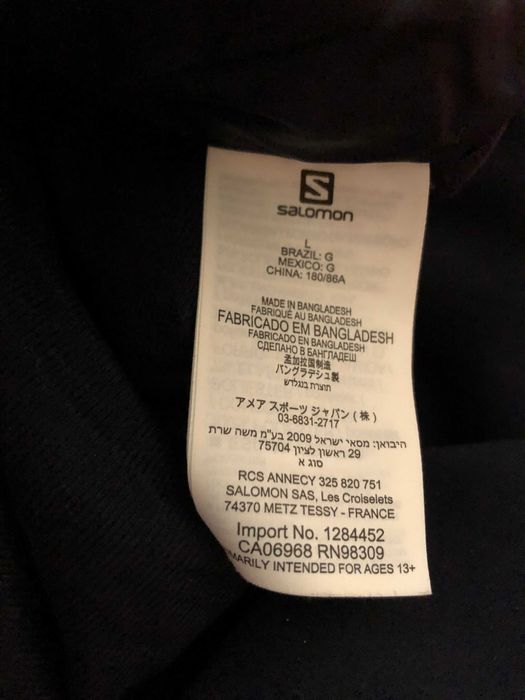 S
salomon
L
BRAZIL: G
MEXICO: G
CHINA: 180/86A
MADE IN BANGLADESH
FABRIQUÉ AU BANGLADESH
FABRICADO EM BANGLADESH
FABRICADO EN BANGLADESH
СДЕЛАНО В БАНГЛАДЕШ
孟加拉国制造
バングラデシュ製
תוצרת בנגלדש
アメア スポーツ ジャパン (株)
03-6831-2717
היבואן: מסאי ישראל 2009 בע"מ משה שרת
29 ראשון לציון 75704
סוג א
RCS ANNECY 325 820 751
SALOMON SAS, Les Croiselets
74370 METZ TESSY - FRANCE
Import No. 1284452
CA06968 RN98309
MARILY INTENDED FOR AGES 13+